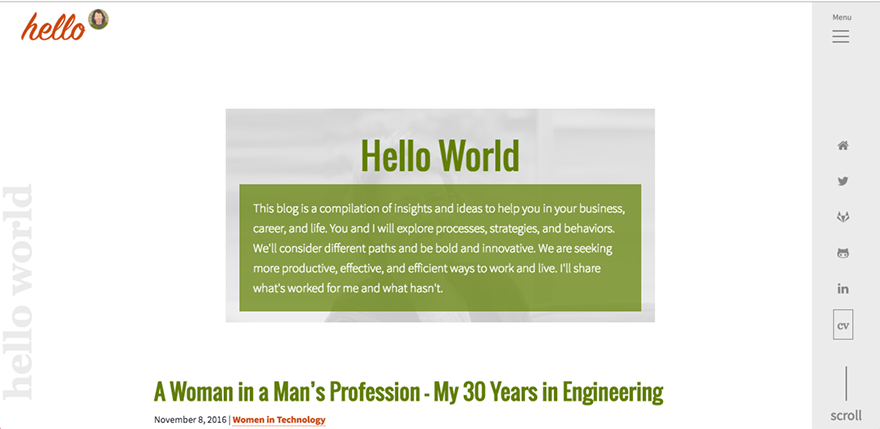 hello
Menu
hello world
Hello World
This blog is a compilation of insights and ideas to help you in your business,
career, and life. You and I will explore processes, strategies, and behaviors.
We'll consider different paths and be bold and innovative. We are seeking
more productive, effective, and efficient ways to work and live. I'll share
what's worked for me and what hasn't.
in
cv
A Woman in a Man's Profession - My 30 Years in Engineering
November 8, 2016 | Women in Technology
scroll